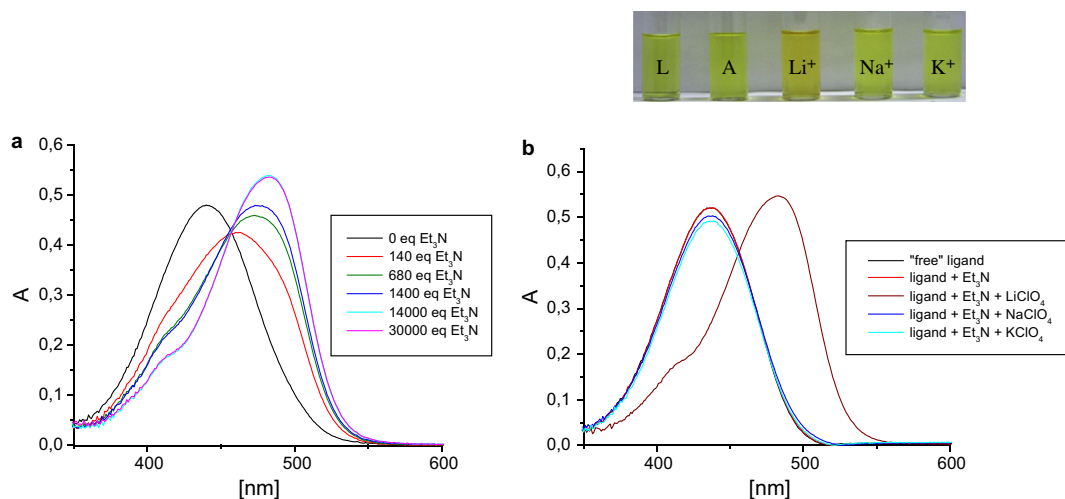 L A Li⁺ Na⁺ K⁺
a
0,6
0,5
0,4
0,3
0,2
0,1
0,0
A
400 500 600
[nm]
0 eq Et₃N
140 eq Et₃N
680 eq Et₃N
1400 eq Et₃N
14000 eq Et₃N
30000 eq Et₃N
b
0,6
0,5
0,4
0,3
0,2
0,1
0,0
A
400 500 600
[nm]
"free" ligand
ligand + Et₃N
ligand + Et₃N + LiClO₄
ligand + Et₃N + NaClO₄
ligand + Et₃N + KClO₄